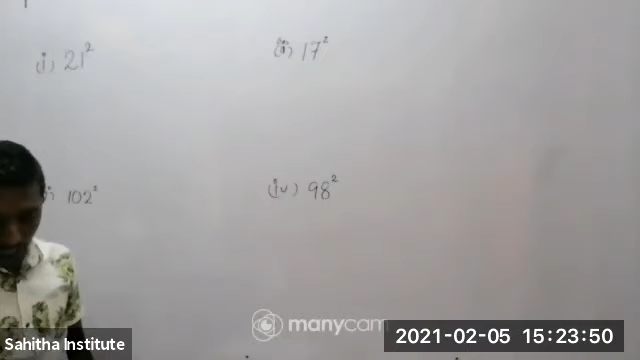 (i) 21²
(ii) 17²
102²
(iv) 98²
manycam
2021-02-05 15:23:50
Sahitha Institute